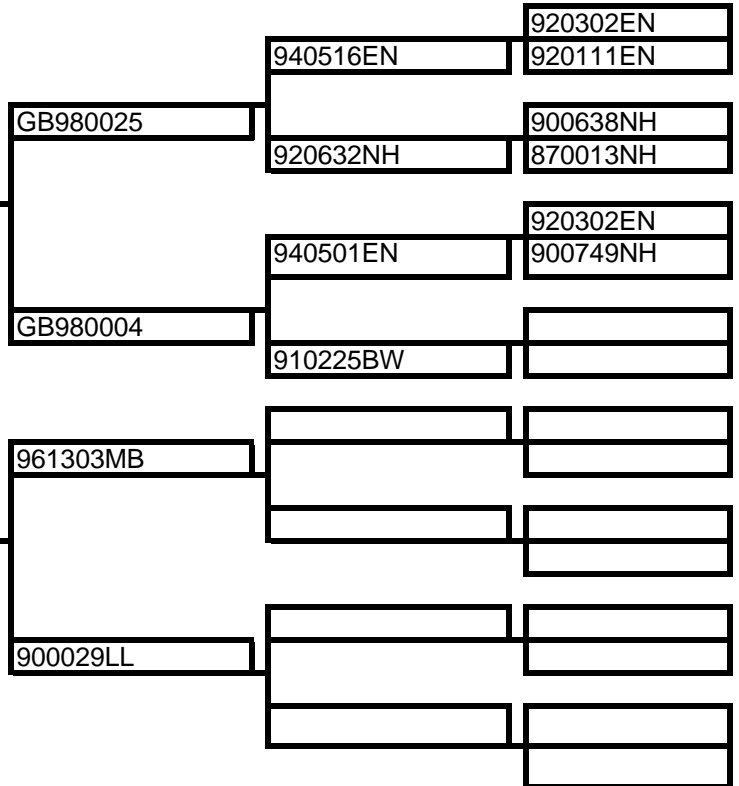 920302EN
940516EN
920111EN
GB980025
900638NH
920632NH
870013NH
920302EN
940501EN
900749NH
GB980004
910225BW
961303MB
900029LL